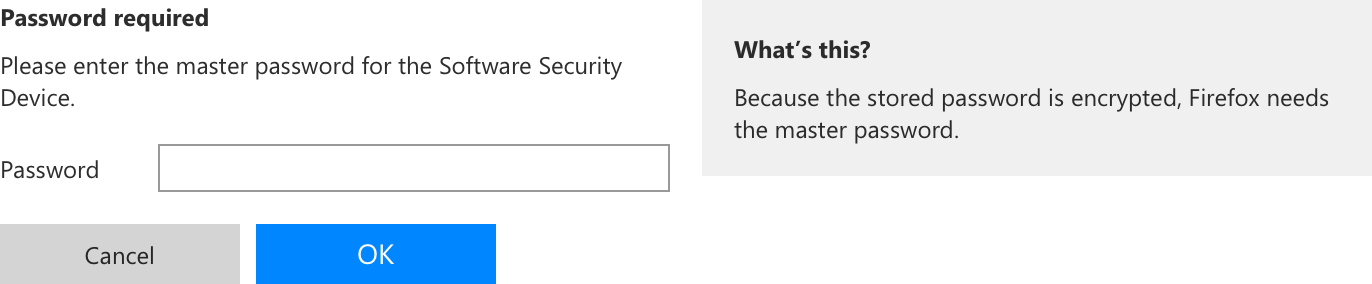 Password required
Please enter the master password for the Software Security
Device.
Password
Cancel
OK
What’s this?
Because the stored password is encrypted, Firefox needs
the master password.